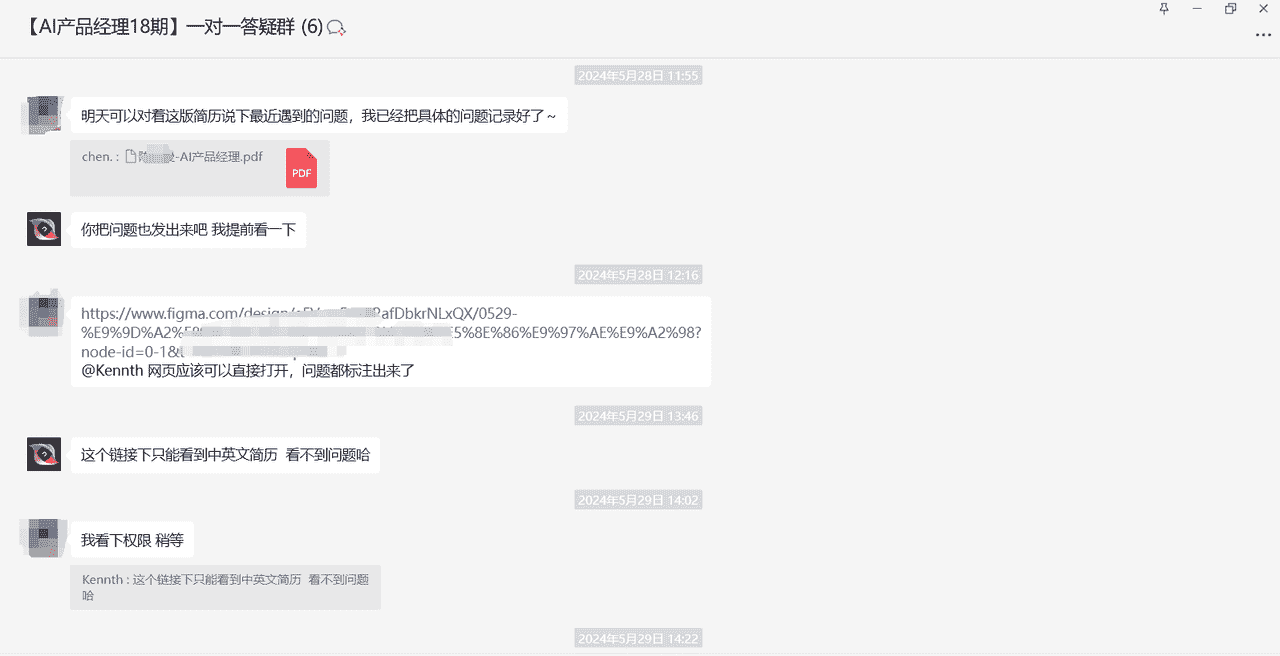 【AI产品经理18期】一对一答疑群 (6)
2024年5月28日 11:55
明天可以对着这版简历说下最近遇到的问题，我已经把具体的问题记录好了~
chen. : -AI产品经理.pdf
PDF
你把问题也发出来吧 我提前看一下
2024年5月28日 12:16
https://www.figma.com/design/ afDbkrNLxQX/0529-
%E9%9D%A2% 5%8E%86%E9%97%AE%E9%A2%98?
node-id=0-1&t
@Kennth 网页应该可以直接打开，问题都标注出来了
2024年5月29日 13:46
这个链接下只能看到中英文简历 看不到问题哈
2024年5月29日 14:02
我看下权限 稍等
Kennth : 这个链接下只能看到中英文简历 看不到问题
哈
2024年5月29日 14:22